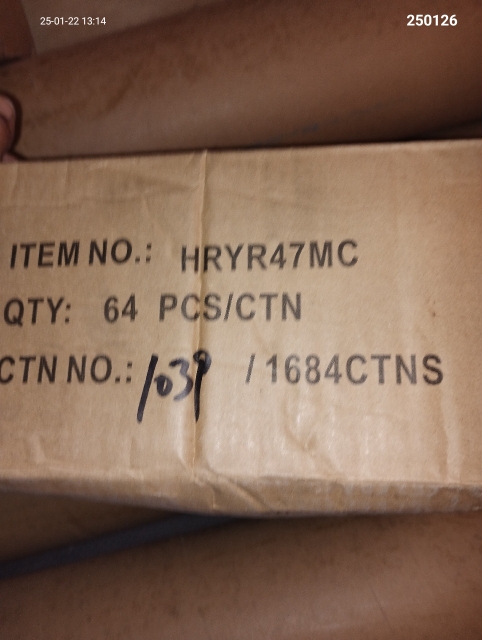 25-01-22 13:14
250126
ITEM NO.: HRYR47MC
QTY: 64 PCS/CTN
CTN NO.: 1039 / 1684CTNS